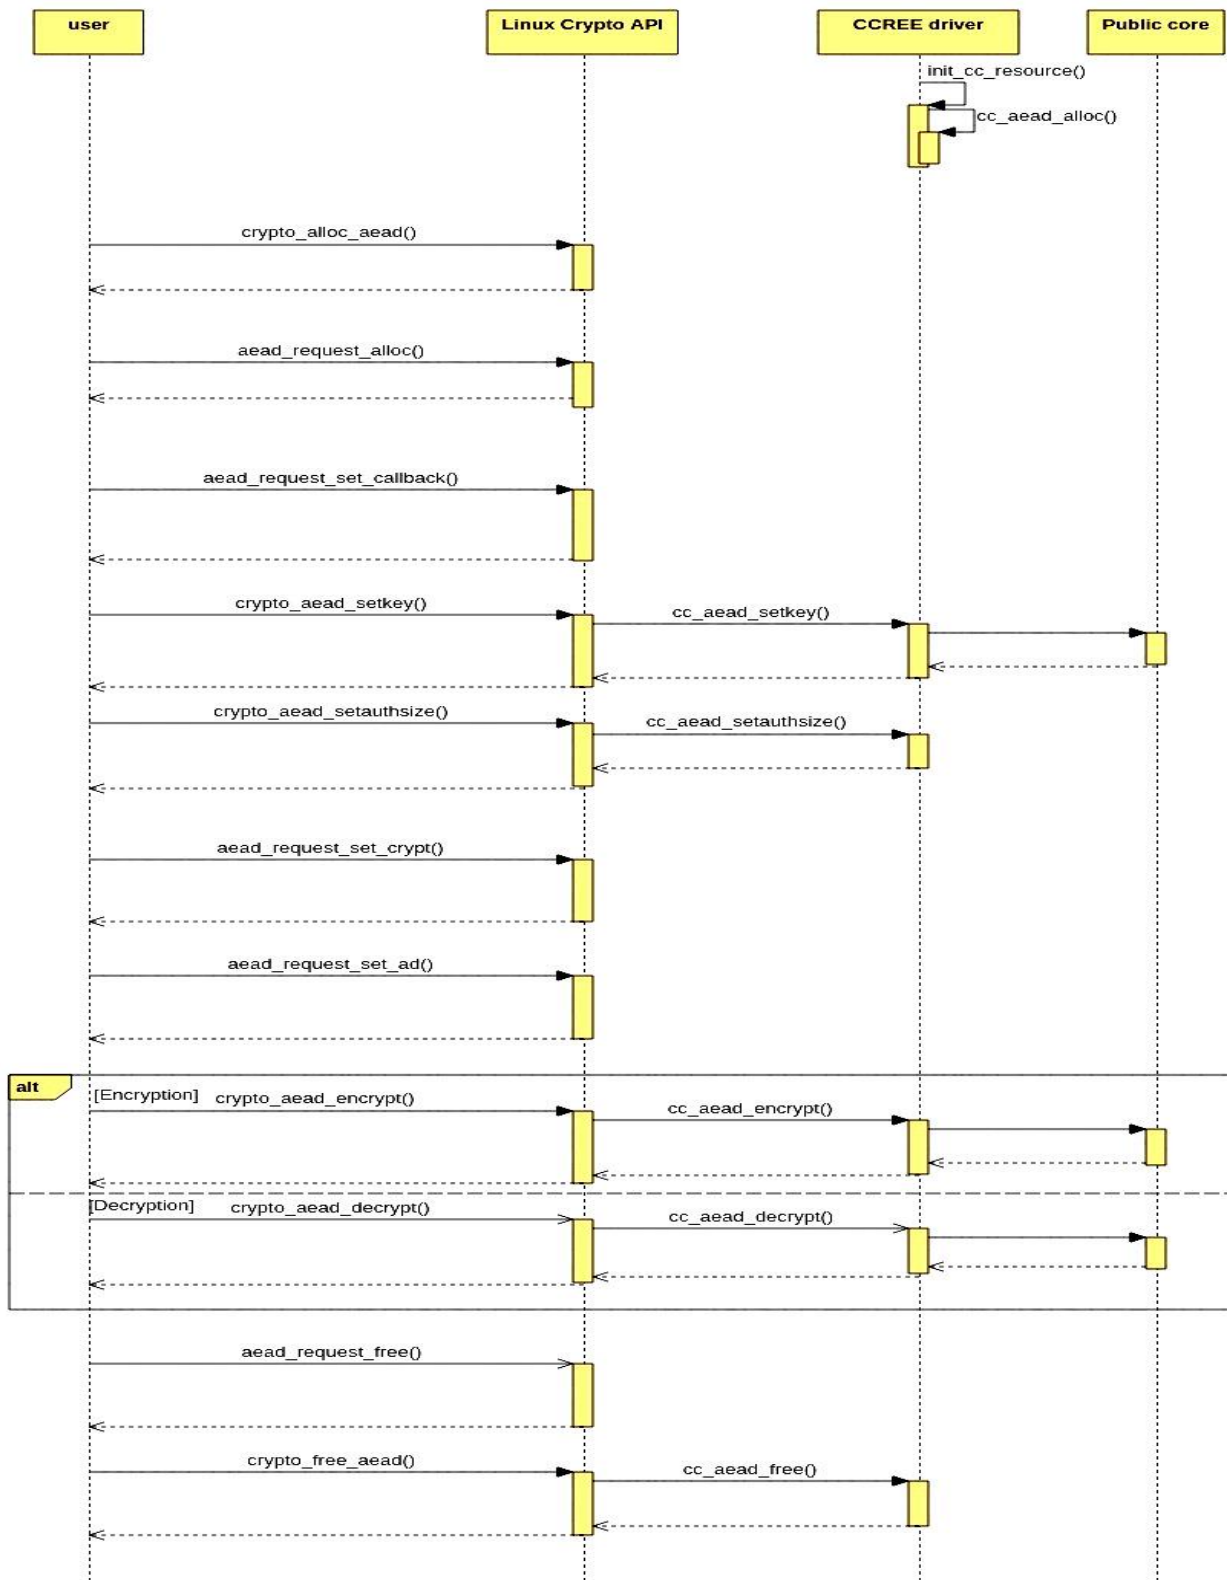 user
Linux Crypto API
CCREE driver
Public core
init_cc_resource()
cc_aead_alloc()
crypto_alloc_aead()
aead_request_alloc()
aead_request_set_callback()
crypto_aead_setkey()
cc_aead_setkey()
crypto_aead_setauthsize()
cc_aead_setauthsize()
aead_request_set_crypt()
aead_request_set_ad()
alt
[Encryption]
crypto_aead_encrypt()
cc_aead_encrypt()
[Decryption]
crypto_aead_decrypt()
cc_aead_decrypt()
aead_request_free()
crypto_free_aead()
cc_aead_free()